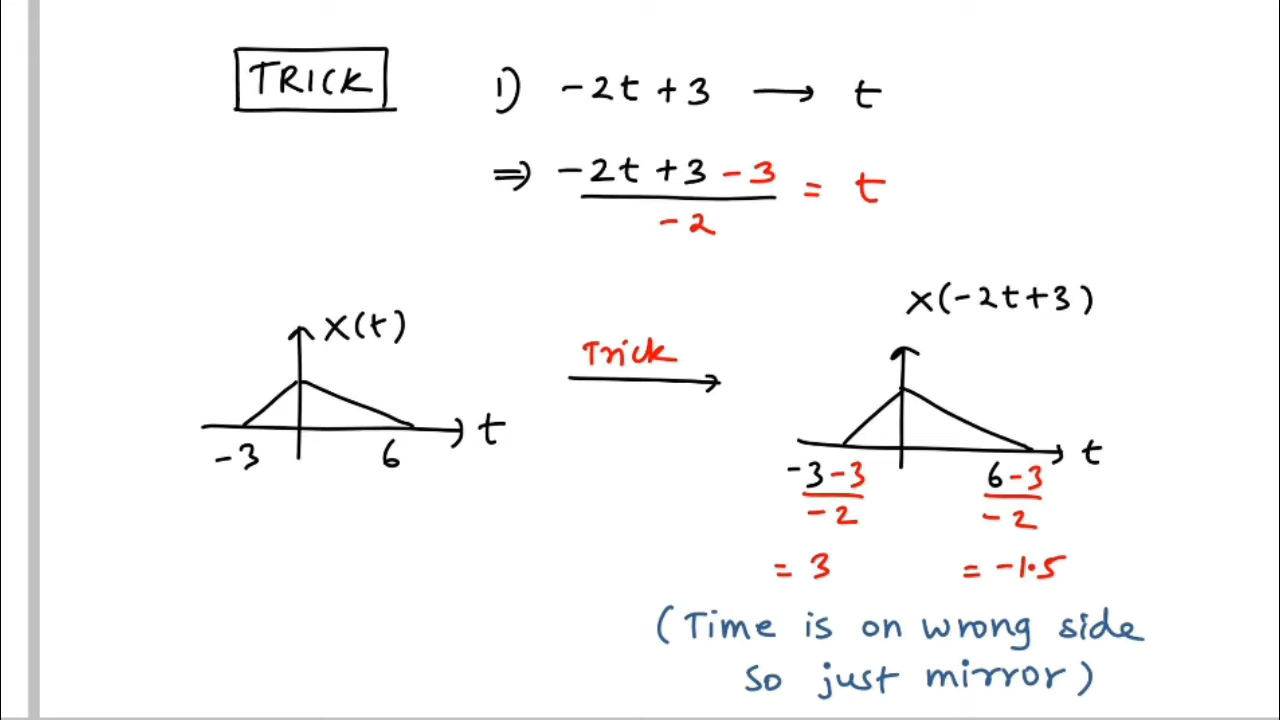 TRICK
1) -2t +3 ⟶ t
⇒ -2t +3 -3 = t
-2
x(-2t+3)
x(t)
Trick
t
-3
6
t
-3 -3
6 -3
-2
-2
= 3
= -1.5
(Time is on wrong side
so just mirror)